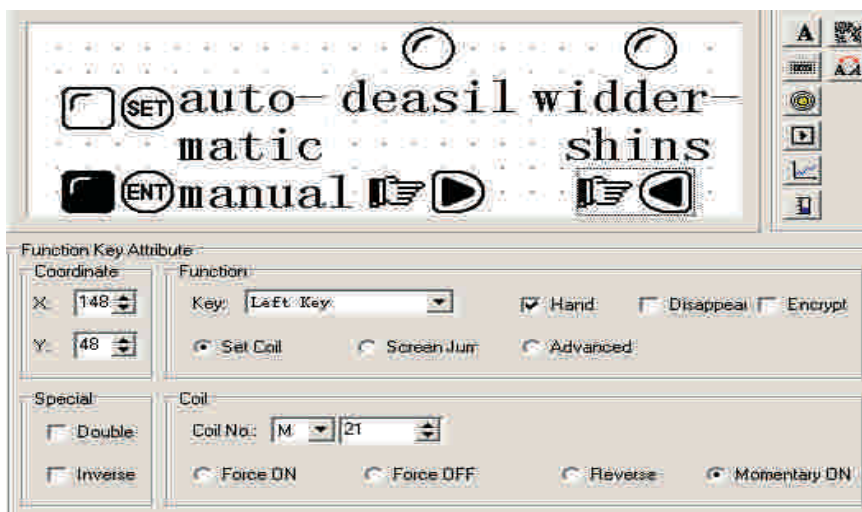 A
SET auto- deasil widder-
matic shins
ENT manual
Function Key Attribute
Coordinate Function
X: 148 Key: Left Key Hand Disappear Encrypt
Y: 48 Set Coil Screen Jum Advanced
Special Coil
Double Coil No.: M 21
Inverse Force ON Force OFF Reverse Momentary ON